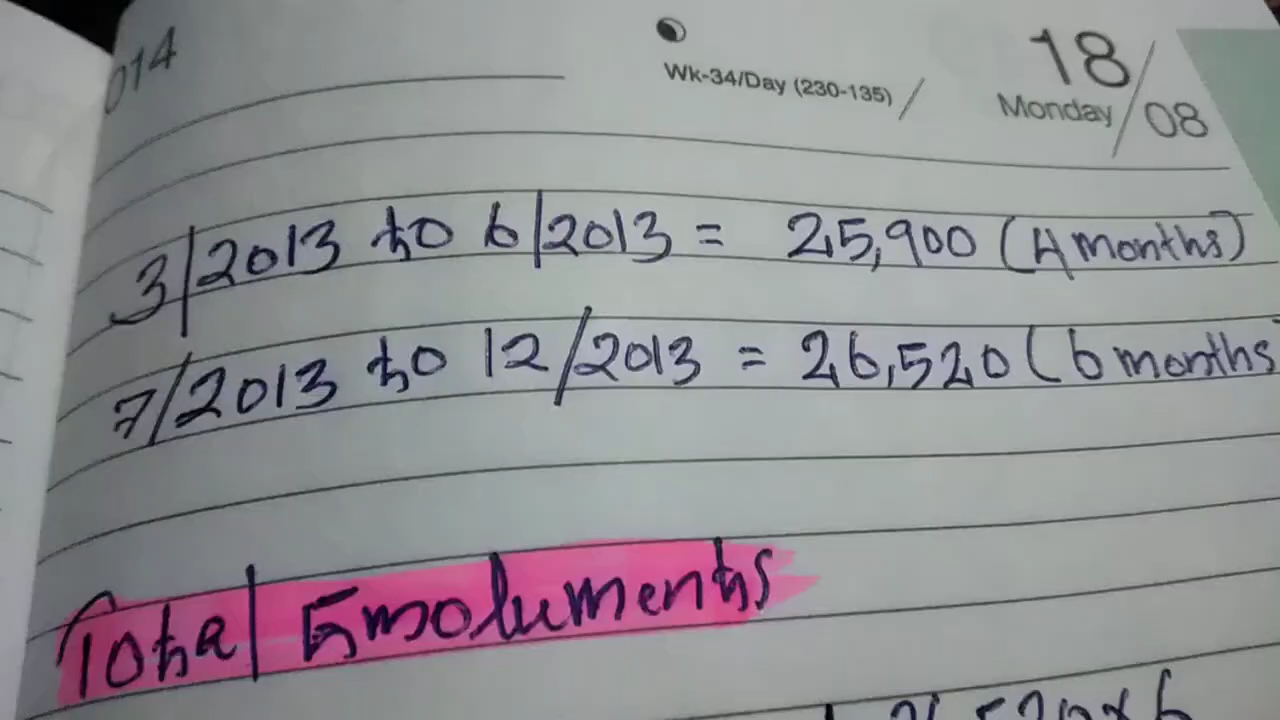 014
Wk-34/Day (230-135)
18
Monday
08
3/2013 to 6/2013 = 25,900 (4 months)
7/2013 to 12/2013 = 26,520 (6 months
Total Emoluments